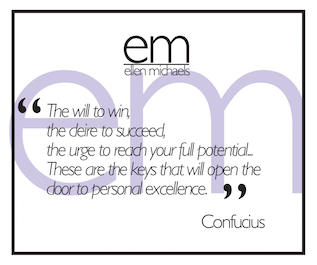 em
ellen michaels
“ The will to win,
the deire to succeed,
the urge to reach your full potential...
These are the keys that will open the
door to personal excellence. ”
Confucius
em